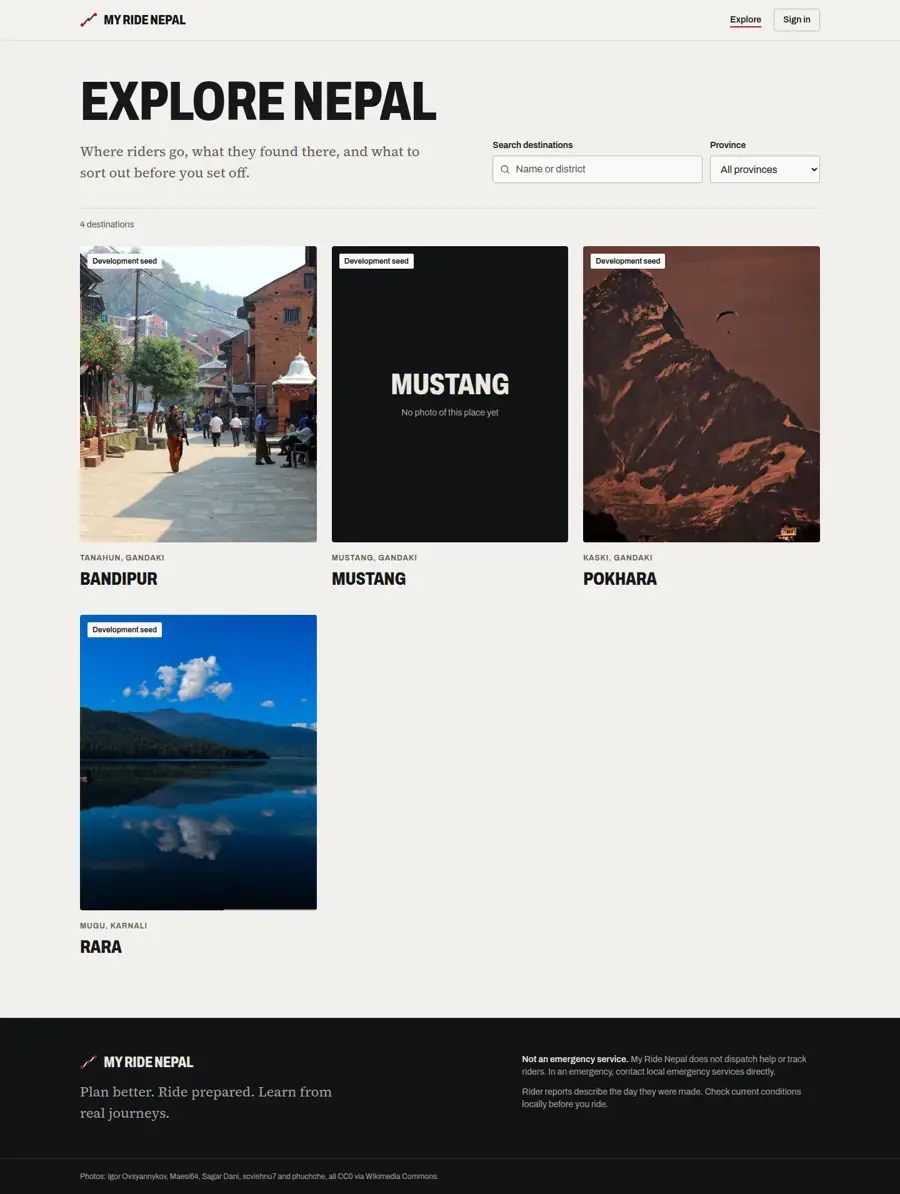 MY RIDE NEPAL
Explore
Sign in
EXPLORE NEPAL
Where riders go, what they found there, and what to
sort out before you set off.
Search destinations
Name or district
Province
All provinces
4 destinations
Development seed
TANAHUN, GANDAKI
BANDIPUR
Development seed
MUSTANG
No photo of this place yet
MUSTANG, GANDAKI
MUSTANG
Development seed
KASKI, GANDAKI
POKHARA
Development seed
MUGU, KARNALI
RARA
MY RIDE NEPAL
Plan better. Ride prepared. Learn from
real journeys.
Not an emergency service. My Ride Nepal does not dispatch help or track
riders. In an emergency, contact local emergency services directly.
Rider reports describe the day they were made. Check current conditions
locally before you ride.
Photos: Igor Ovsyannykov, Maesi64, Sagar Dani, scvishnu7 and phuchche, all CC0 via Wikimedia Commons.